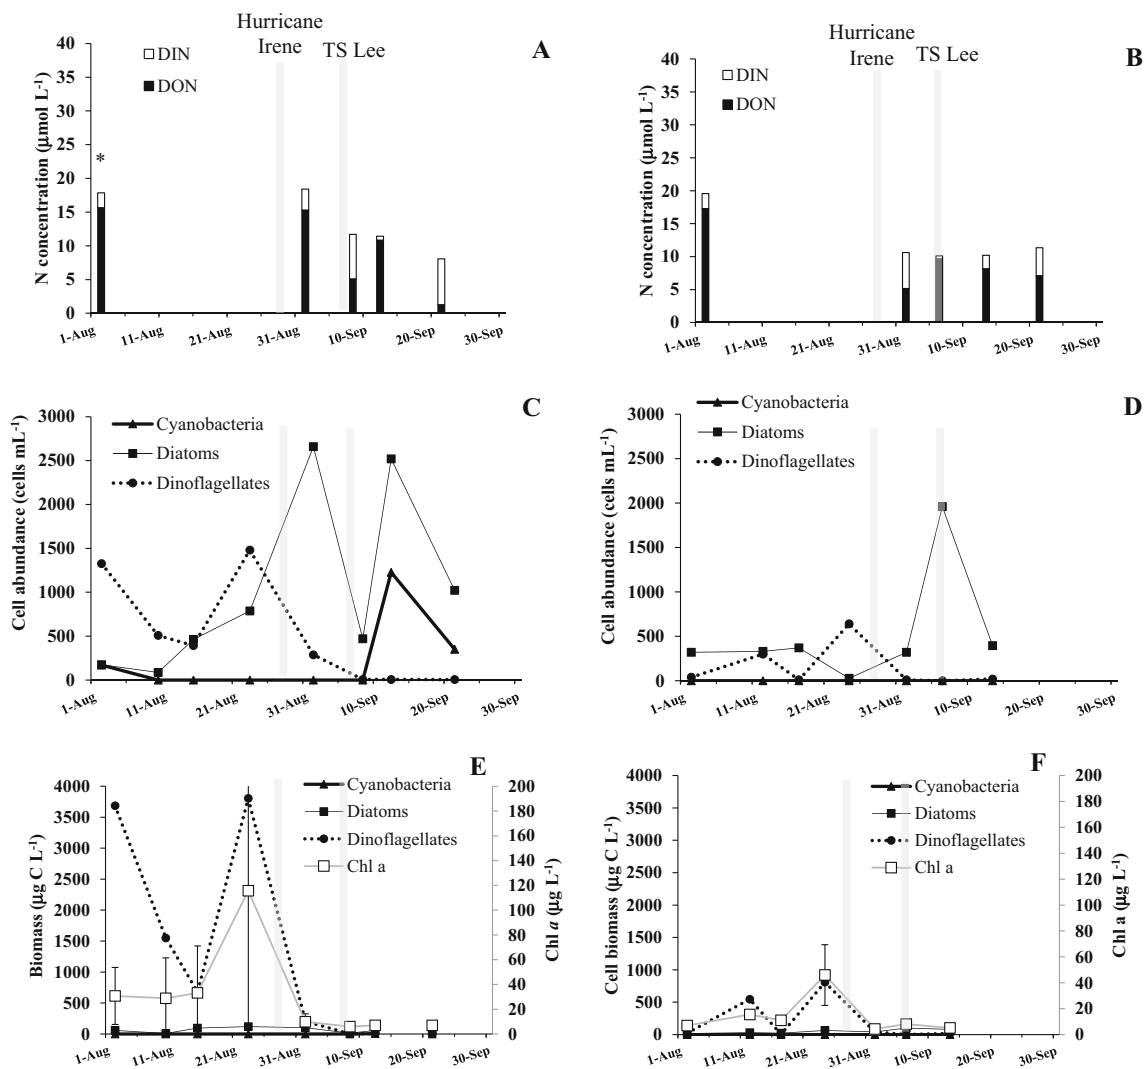 Hurricane
Irene
TS Lee
A
DIN
DON
*
N concentration (µmol L-1)
40
35
30
25
20
15
10
5
0
1-Aug 11-Aug 21-Aug 31-Aug 10-Sep 20-Sep 30-Sep
Hurricane
Irene
TS Lee
B
DIN
DON
N concentration (µmol L-1)
40
35
30
25
20
15
10
5
0
1-Aug 11-Aug 21-Aug 31-Aug 10-Sep 20-Sep 30-Sep
C
Cyanobacteria
Diatoms
Dinoflagellates
Cell abundance (cells mL-1)
3000
2500
2000
1500
1000
500
0
1-Aug 11-Aug 21-Aug 31-Aug 10-Sep 20-Sep 30-Sep
D
Cyanobacteria
Diatoms
Dinoflagellates
Cell abundance (cells mL-1)
3000
2500
2000
1500
1000
500
0
1-Aug 11-Aug 21-Aug 31-Aug 10-Sep 20-Sep 30-Sep
E
Cyanobacteria
Diatoms
Dinoflagellates
Chl a
Biomass (µg C L-1)
4000
3500
3000
2500
2000
1500
1000
500
0
200
180
160
140
120
100
80
60
40
20
0
Chl a (µg L-1)
1-Aug 11-Aug 21-Aug 31-Aug 10-Sep 20-Sep 30-Sep
F
Cyanobacteria
Diatoms
Dinoflagellates
Chl a
Cell biomass (µg C L-1)
4000
3500
3000
2500
2000
1500
1000
500
0
200
180
160
140
120
100
80
60
40
20
0
Chl a (µg L-1)
1-Aug 11-Aug 21-Aug 31-Aug 10-Sep 20-Sep 30-Sep